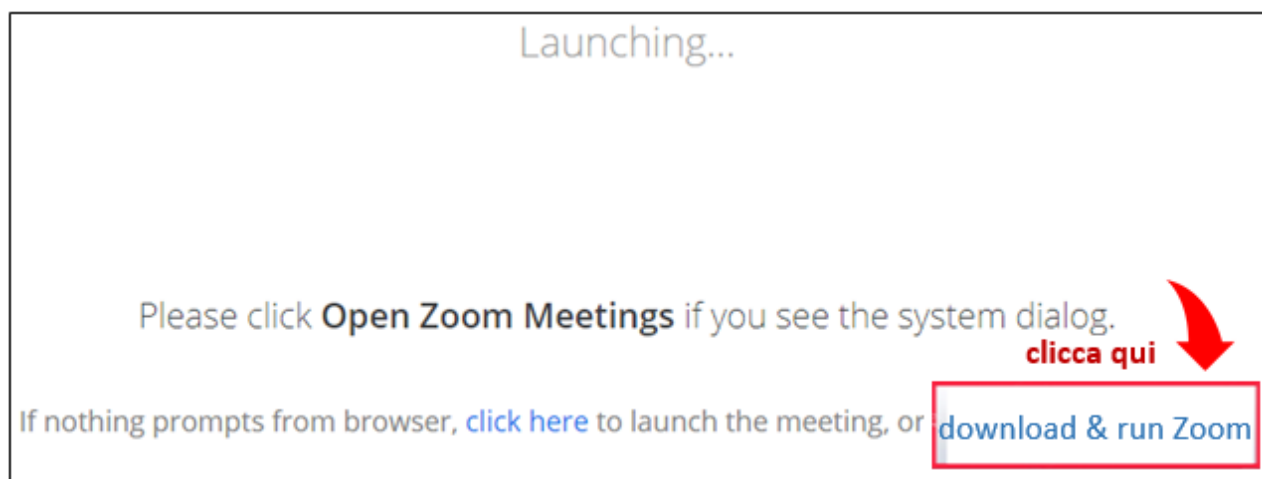 Launching...
Please click Open Zoom Meetings if you see the system dialog.
clicca qui
If nothing prompts from browser, click here to launch the meeting, or download & run Zoom